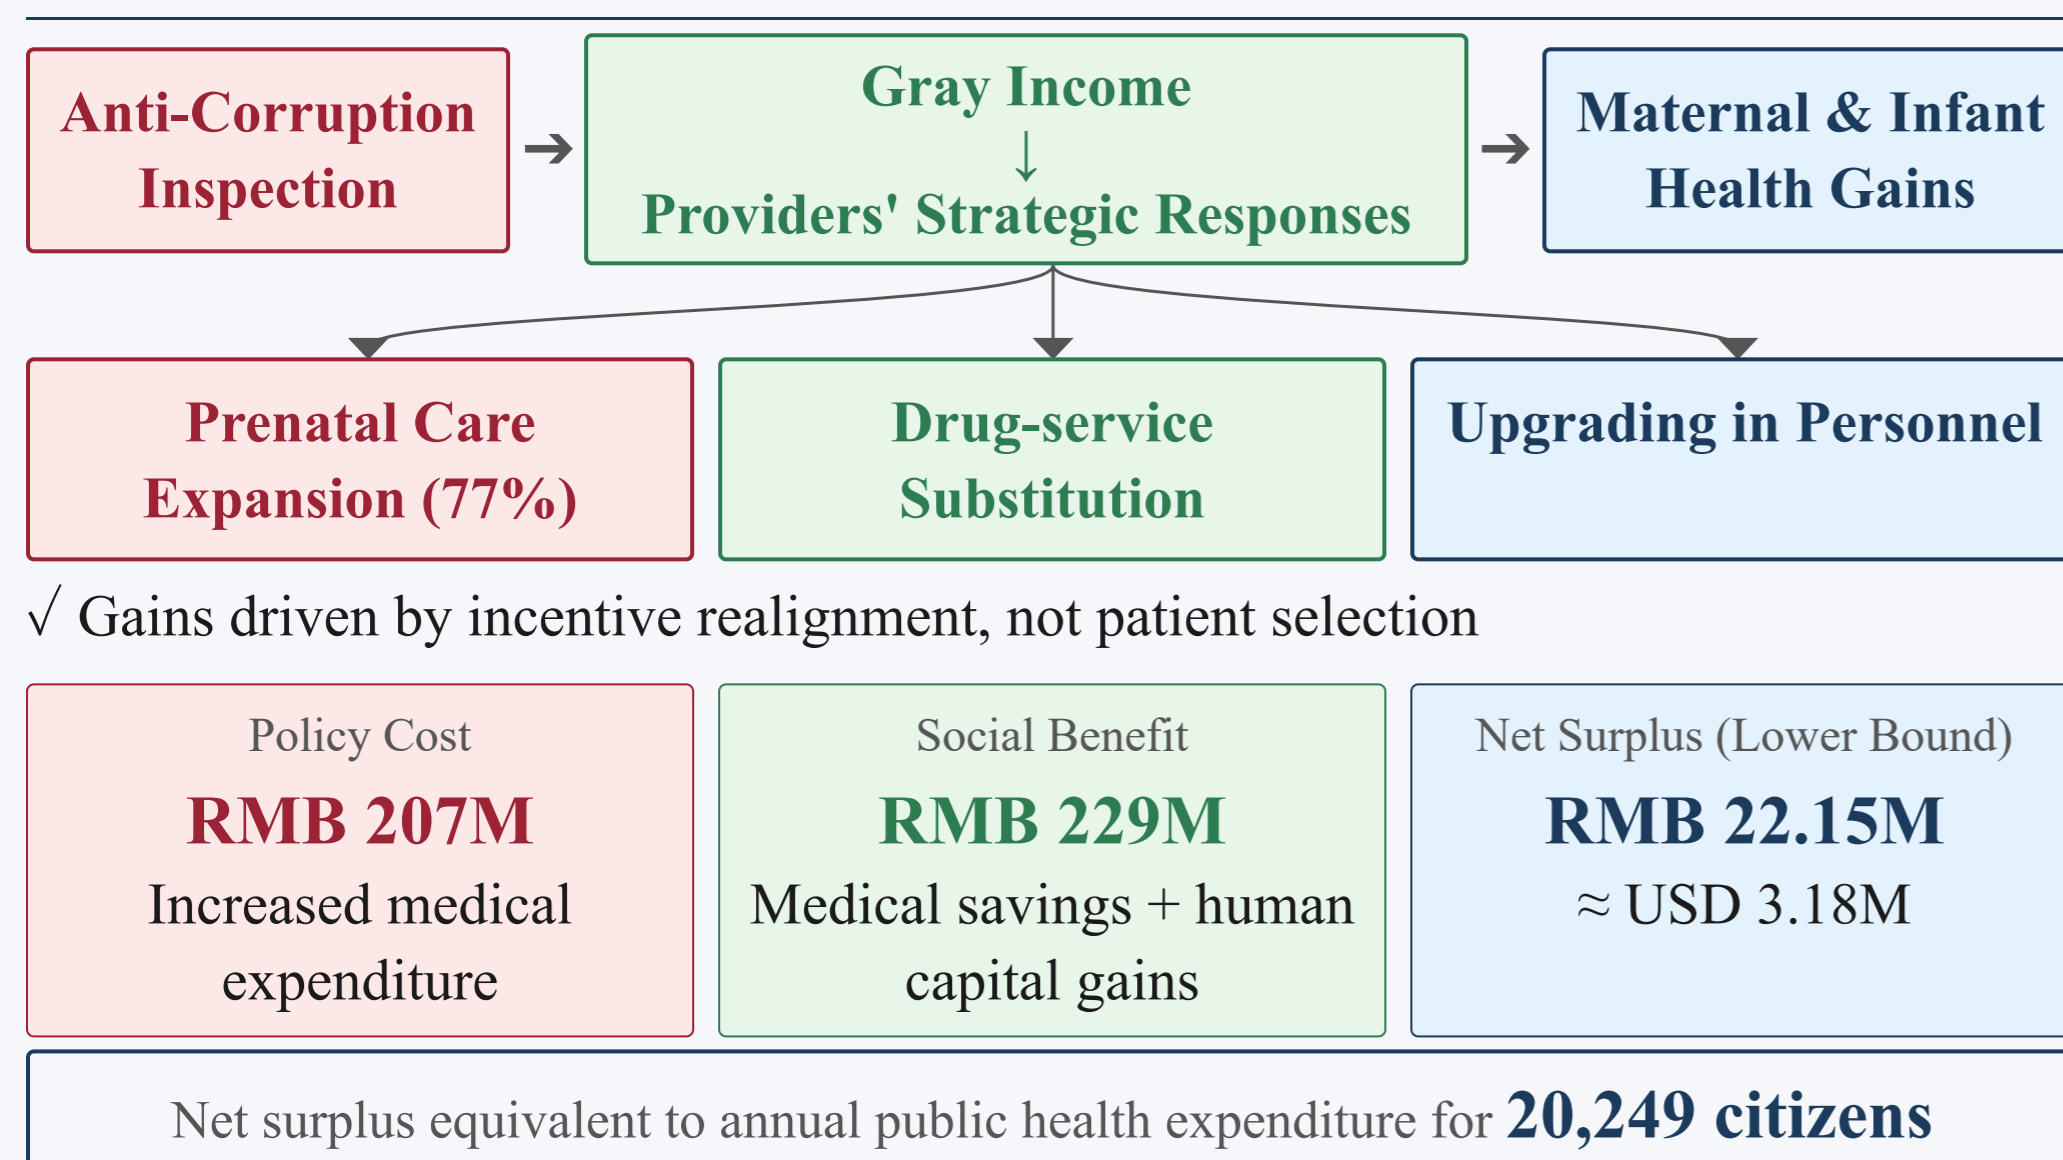 Anti-Corruption
Inspection
➔
Gray Income
↓
Providers' Strategic Responses
➔
Maternal & Infant
Health Gains
Prenatal Care
Expansion (77%)
Drug-service
Substitution
Upgrading in Personnel
√ Gains driven by incentive realignment, not patient selection
Policy Cost
RMB 207M
Increased medical
expenditure
Social Benefit
RMB 229M
Medical savings + human
capital gains
Net Surplus (Lower Bound)
RMB 22.15M
≈ USD 3.18M
Net surplus equivalent to annual public health expenditure for 20,249 citizens